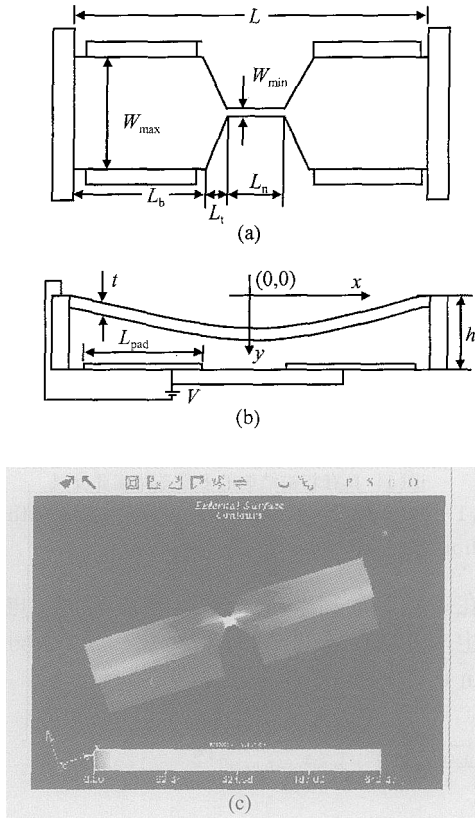 L
W_min
W_max
L_b
L_t
L_n
(a)
(0,0)
t
x
L_pad
h
y
V
(b)
P S O
External Surface
Contours
(c)